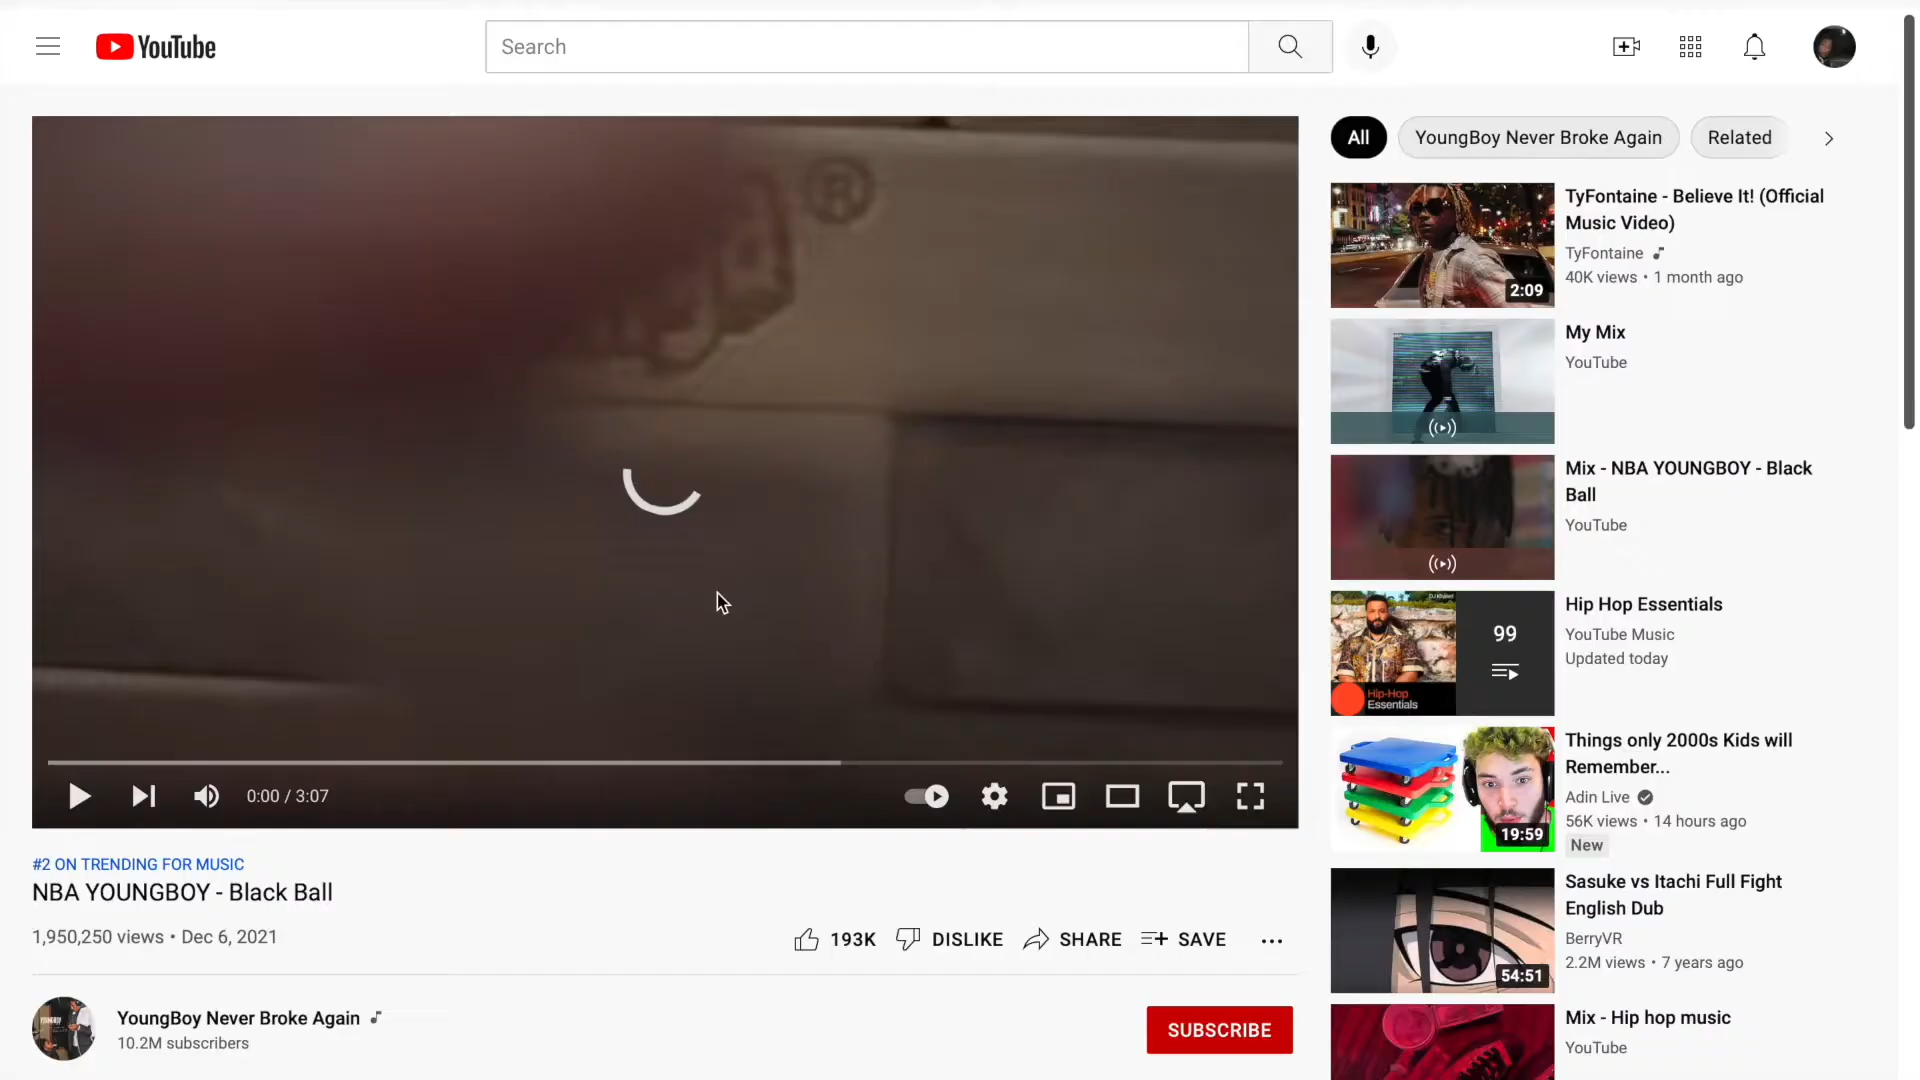 YouTube
Search
®
0:00 / 3:07
#2 ON TRENDING FOR MUSIC
NBA YOUNGBOY - Black Ball
1,950,250 views • Dec 6, 2021
193K
DISLIKE
SHARE
SAVE
YoungBoy Never Broke Again
10.2M subscribers
SUBSCRIBE
All
YoungBoy Never Broke Again
Related
2:09
TyFontaine - Believe It! (Official
Music Video)
TyFontaine
40K views • 1 month ago
My Mix
YouTube
Mix - NBA YOUNGBOY - Black
Ball
YouTube
99
Hip-Hop
Essentials
Hip Hop Essentials
YouTube Music
Updated today
19:59
Things only 2000s Kids will
Remember...
Adin Live
56K views • 14 hours ago
New
54:51
Sasuke vs Itachi Full Fight
English Dub
BerryVR
2.2M views • 7 years ago
Mix - Hip hop music
YouTube